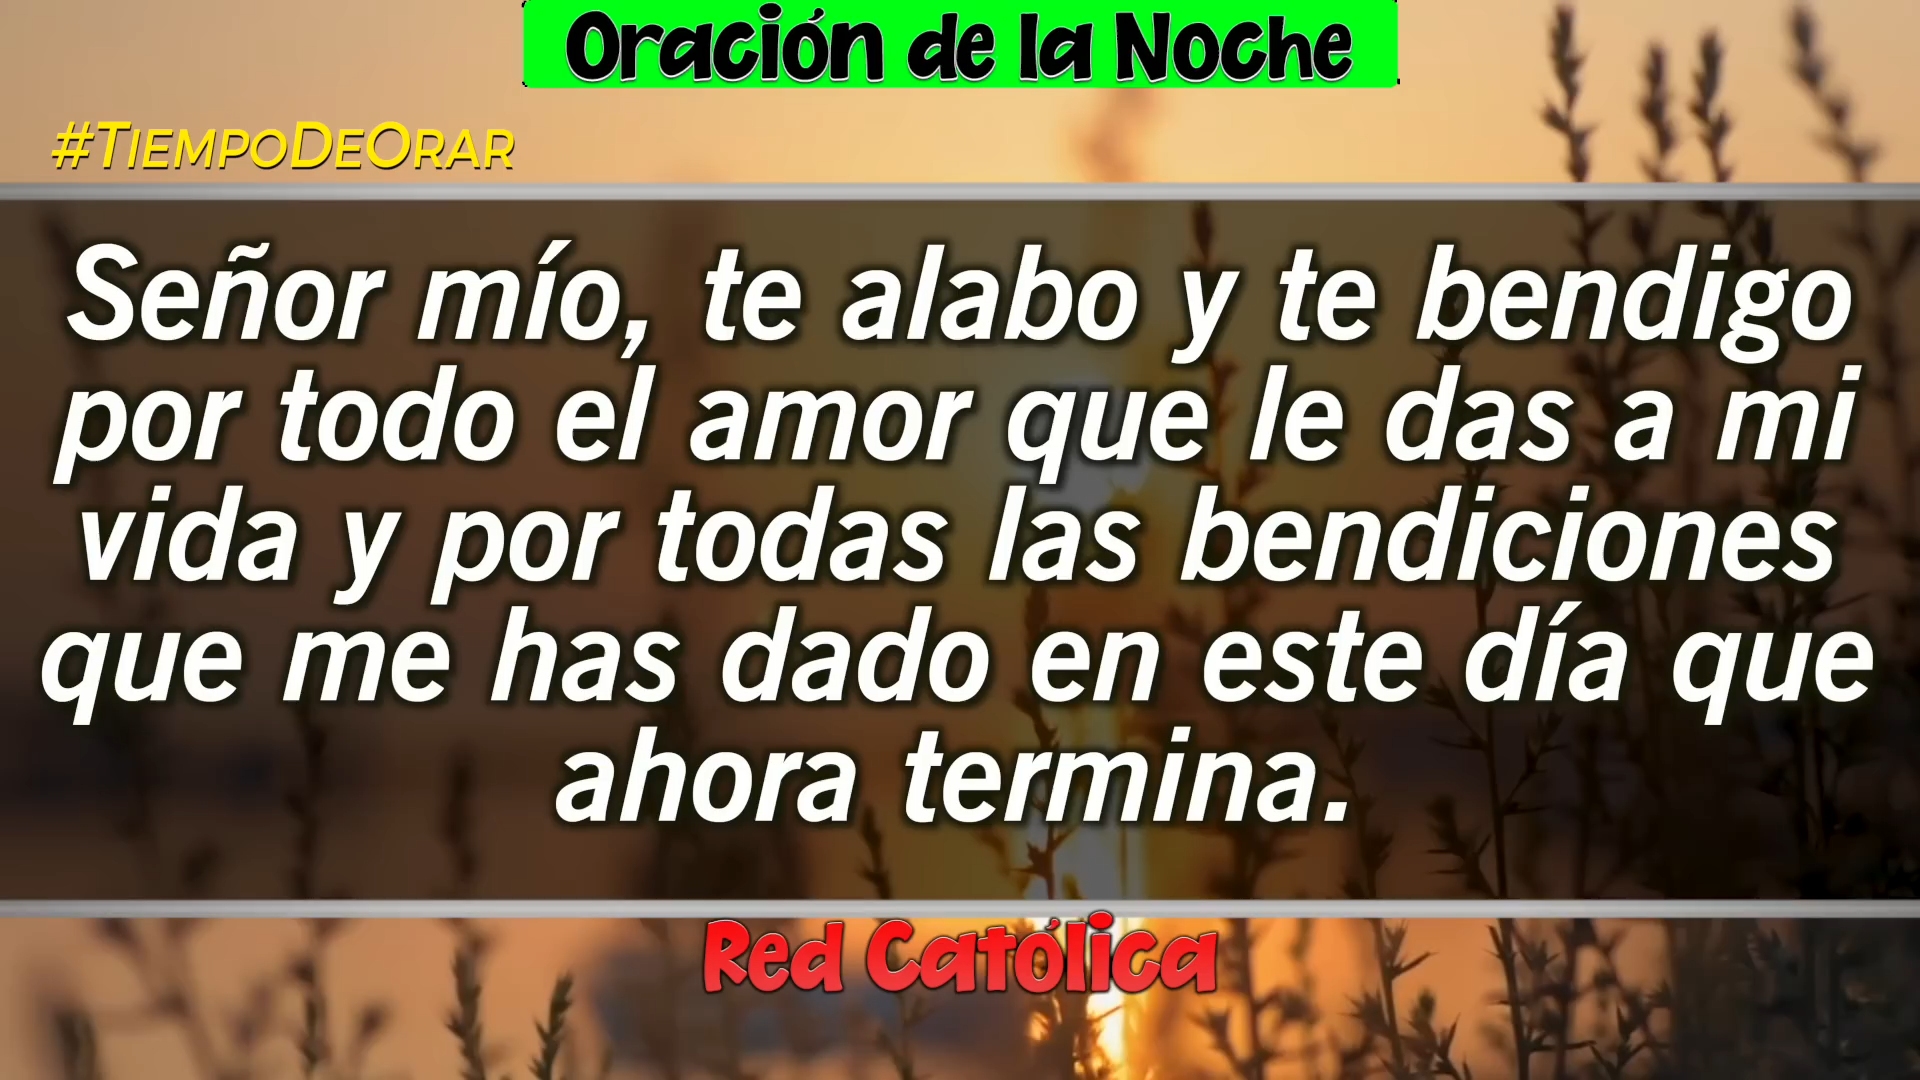 Oración de la Noche
#TiempoDeOrar
Señor mío, te alabo y te bendigo
por todo el amor que le das a mi
vida y por todas las bendiciones
que me has dado en este día que
ahora termina.
Red Católica